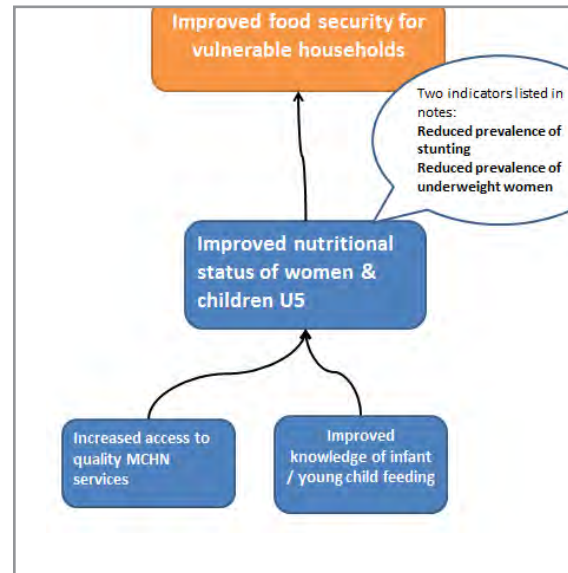 Improved food security for
vulnerable households
Two indicators listed in
notes:
Reduced prevalence of
stunting
Reduced prevalence of
underweight women
Improved nutritional
status of women &
children U5
Increased access to
quality MCHN
services
Improved
knowledge of infant
/ young child feeding